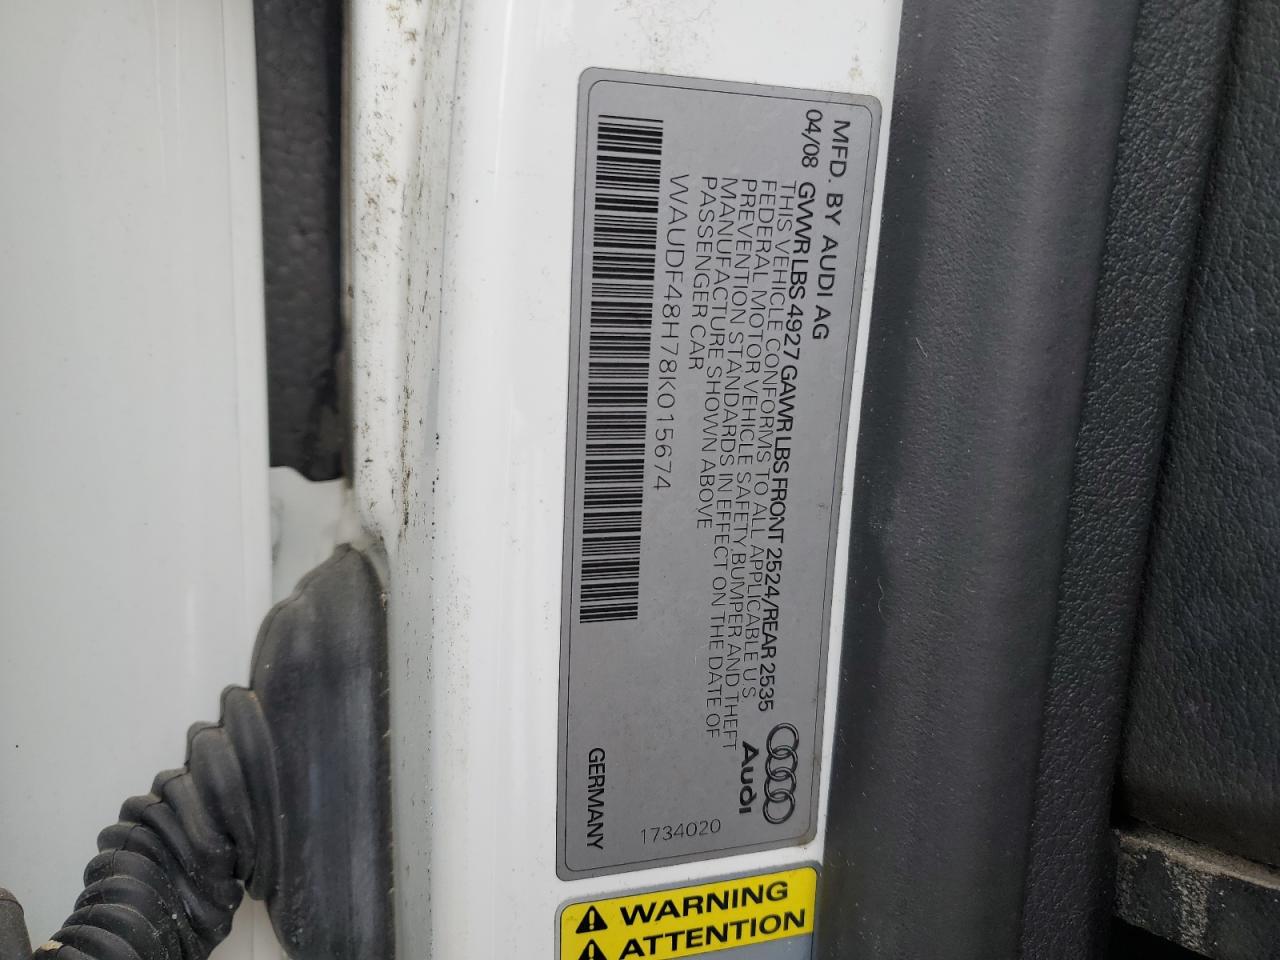 MFD. BY AUDI AG
04/08 GVWR LBS 4927 GAWR LBS FRONT 2524/REAR 2535
THIS VEHICLE CONFORMS TO ALL APPLICABLE U S
FEDERAL MOTOR VEHICLE SAFETY,BUMPER AND THEFT
PREVENTION STANDARDS IN EFFECT ON THE DATE OF
MANUFACTURE SHOWN ABOVE
PASSENGER CAR
WAUDF48H78K015674
Audi
1734020
GERMANY
WARNING
ATTENTION